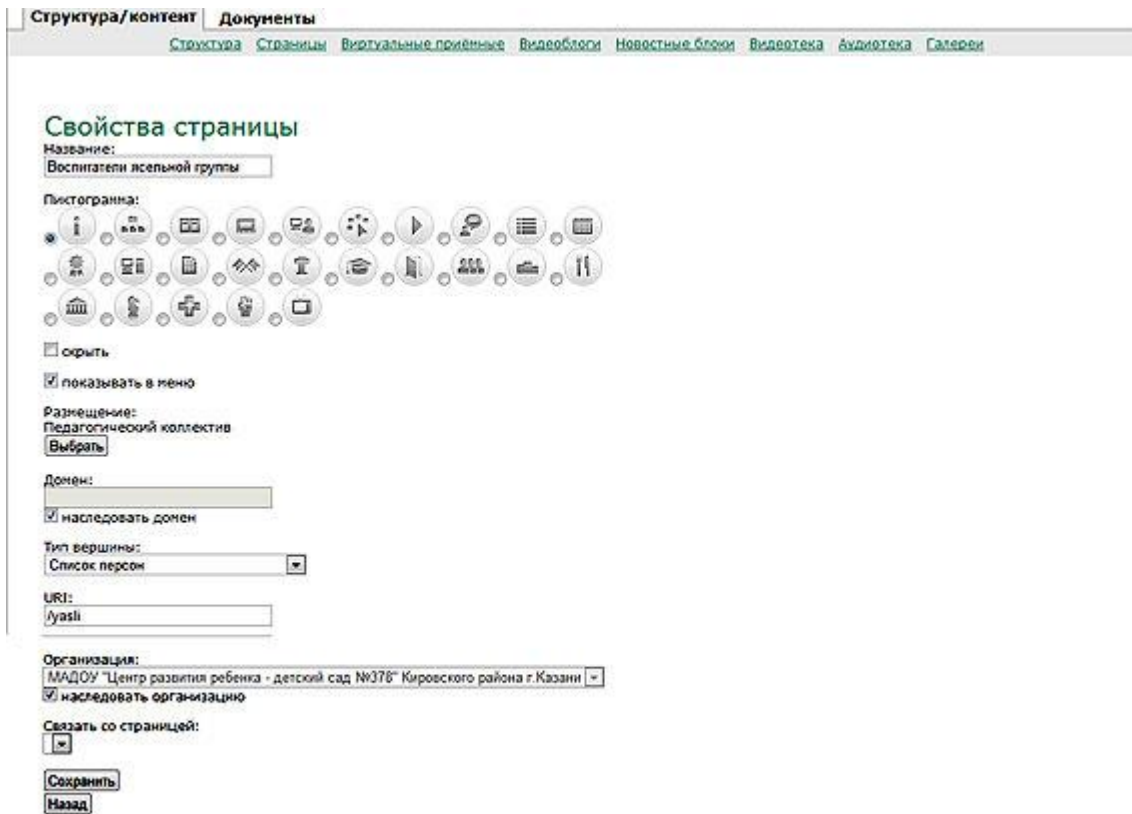 Структура/контент Документы
Структура Страницы Виртуальные приёмные Видеоблоги Новостные блоки Видеотека Аудиотека Галереи
Свойства страницы
Название:
Воспитатели ясельной группы
Пиктограмма:
скрыть
показывать в меню
Размещение:
Педагогический коллектив
Выбрать
Домен:
наследовать домен
Тип вершины:
Список персон
URI:
/yasli
Организация:
МАДОУ "Центр развития ребенка - детский сад №378" Кировского района г.Казани
наследовать организацию
Связать со страницей:
Сохранить
Назад